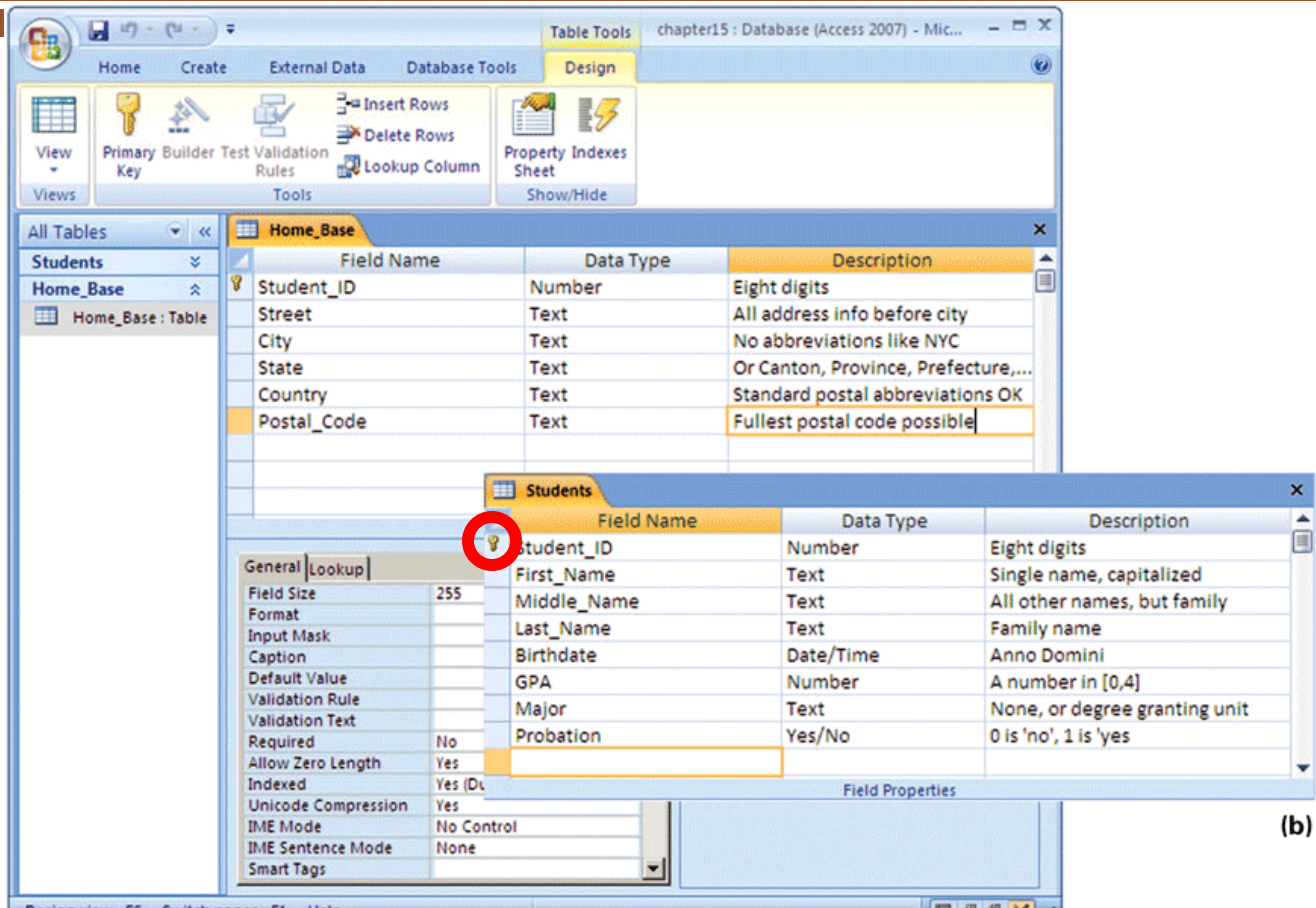 Table Tools chapter15 : Database (Access 2007) - Mic...
Home Create External Data Database Tools Design
View
Primary Key
Builder
Test Validation Rules
Insert Rows
Delete Rows
Lookup Column
Property Sheet
Indexes
Views Tools Show/Hide
All Tables
Students
Home_Base
Home_Base : Table
Home_Base
Field Name Data Type Description
Student_ID Number Eight digits
Street Text All address info before city
City Text No abbreviations like NYC
State Text Or Canton, Province, Prefecture,...
Country Text Standard postal abbreviations OK
Postal_Code Text Fullest postal code possible
Students
Field Name Data Type Description
Student_ID Number Eight digits
First_Name Text Single name, capitalized
Middle_Name Text All other names, but family
Last_Name Text Family name
Birthdate Date/Time Anno Domini
GPA Number A number in [0,4]
Major Text None, or degree granting unit
Probation Yes/No 0 is 'no', 1 is 'yes
Field Properties
General Lookup
Field Size 255
Format
Input Mask
Caption
Default Value
Validation Rule
Validation Text
Required No
Allow Zero Length Yes
Indexed Yes (Du
Unicode Compression Yes
IME Mode No Control
IME Sentence Mode None
Smart Tags
(b)